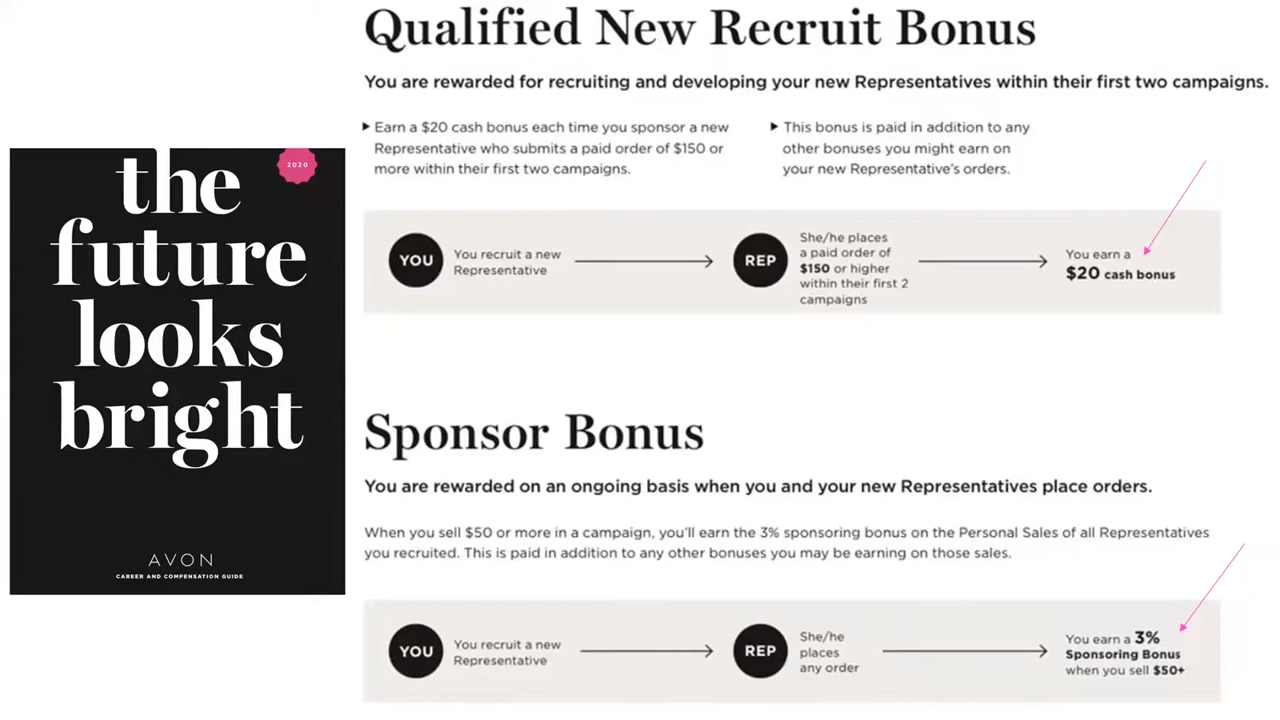 Qualified New Recruit Bonus
You are rewarded for recruiting and developing your new Representatives within their first two campaigns.
Earn a $20 cash bonus each time you sponsor a new
Representative who submits a paid order of $150 or
more within their first two campaigns.
This bonus is paid in addition to any
other bonuses you might earn on
your new Representative's orders.
YOU
You recruit a new
Representative
REP
She/he places
a paid order of
$150 or higher
within their first 2
campaigns
You earn a
$20 cash bonus
2020
the
future
looks
bright
AVON
CAREER AND COMPENSATION GUIDE
Sponsor Bonus
You are rewarded on an ongoing basis when you and your new Representatives place orders.
When you sell $50 or more in a campaign, you'll earn the 3% sponsoring bonus on the Personal Sales of all Representatives
you recruited. This is paid in addition to any other bonuses you may be earning on those sales.
YOU
You recruit a new
Representative
REP
She/he
places
any order
You earn a 3%
Sponsoring Bonus
when you sell $50+